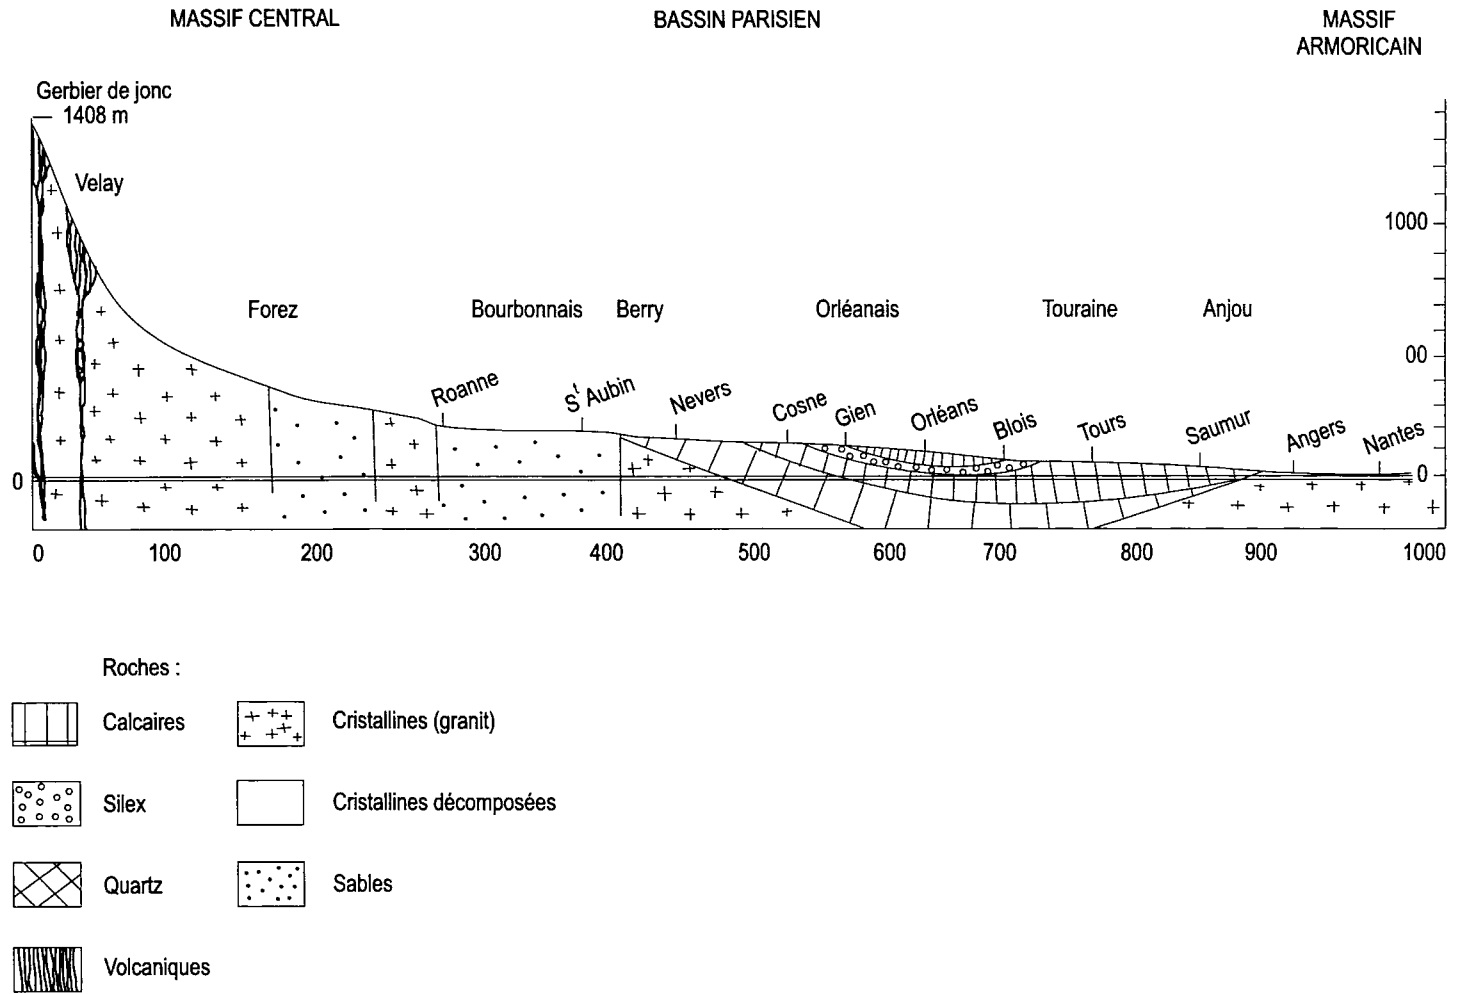 MASSIF CENTRAL
BASSIN PARISIEN
MASSIF
ARMORICAIN
Gerbier de jonc
1408 m
Velay
1000
Forez
Bourbonnais
Berry
Orléanais
Touraine
Anjou
00
Roanne
St Aubin
Nevers
Cosne
Gien
Orléans
Blois
Tours
Saumur
Angers
Nantes
0
0
0 100 200 300 400 500 600 700 800 900 1000
Roches :
Calcaires
Cristallines (granit)
Silex
Cristallines décomposées
Quartz
Sables
Volcaniques